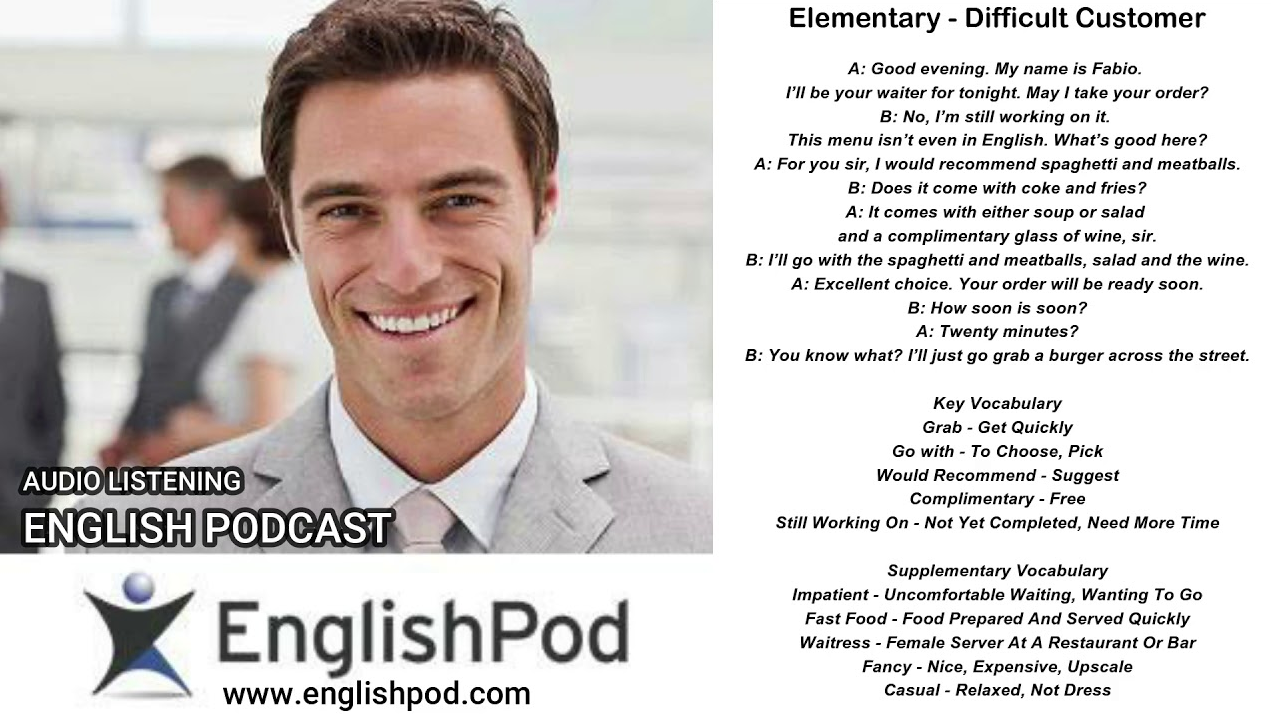 AUDIO LISTENING
ENGLISH PODCAST
EnglishPod
www.englishpod.com
Elementary - Difficult Customer
A: Good evening. My name is Fabio.
I'll be your waiter for tonight. May I take your order?
B: No, I'm still working on it.
This menu isn't even in English. What's good here?
A: For you sir, I would recommend spaghetti and meatballs.
B: Does it come with coke and fries?
A: It comes with either soup or salad
and a complimentary glass of wine, sir.
B: I'll go with the spaghetti and meatballs, salad and the wine.
A: Excellent choice. Your order will be ready soon.
B: How soon is soon?
A: Twenty minutes?
B: You know what? I'll just go grab a burger across the street.
Key Vocabulary
Grab - Get Quickly
Go with - To Choose, Pick
Would Recommend - Suggest
Complimentary - Free
Still Working On - Not Yet Completed, Need More Time
Supplementary Vocabulary
Impatient - Uncomfortable Waiting, Wanting To Go
Fast Food - Food Prepared And Served Quickly
Waitress - Female Server At A Restaurant Or Bar
Fancy - Nice, Expensive, Upscale
Casual - Relaxed, Not Dress